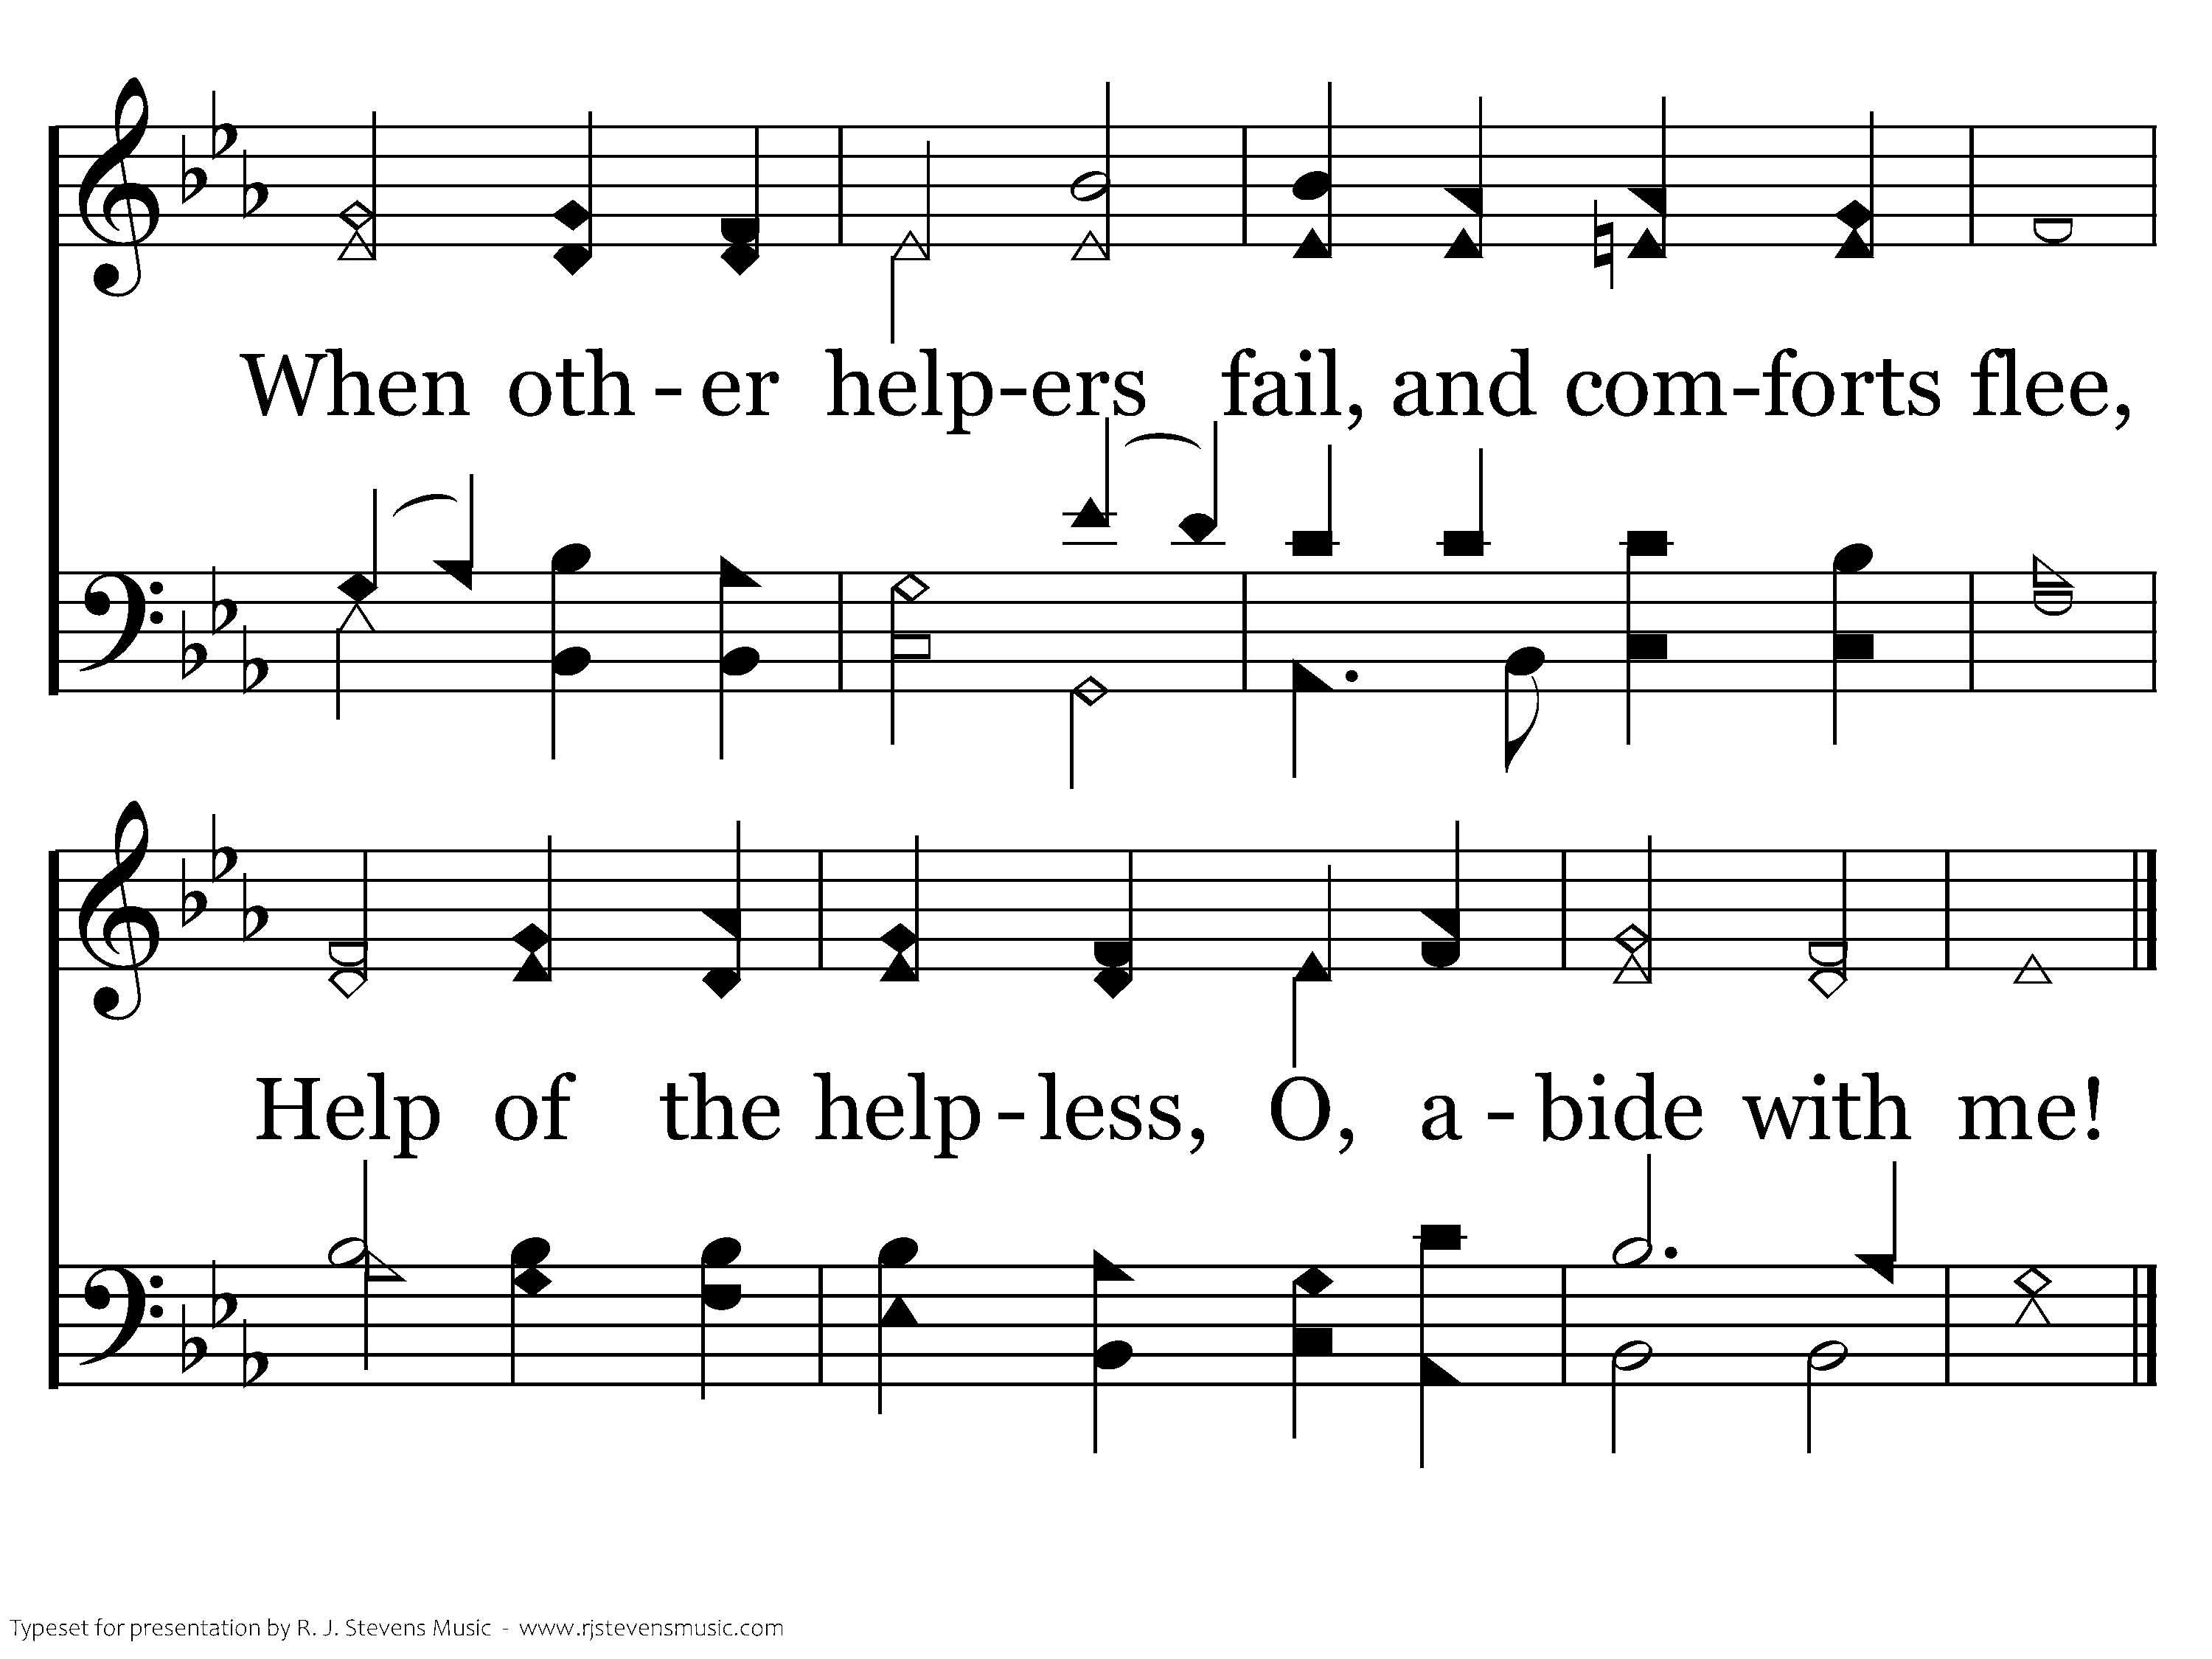 When oth - er help-ers fail, and com-forts flee,
Help of the help - less, O, a - bide with me!
Typeset for presentation by R. J. Stevens Music - www.rjstevensmusic.com